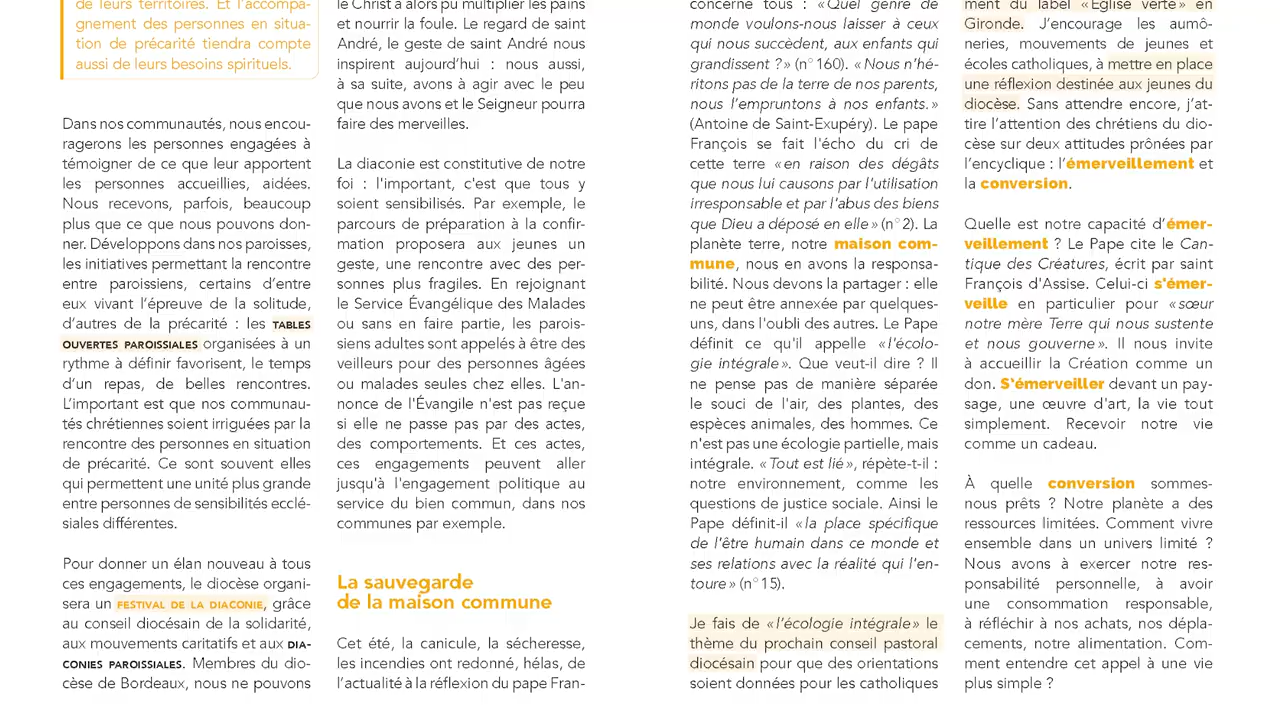 de leurs territoires. Et l'accompa-
gnement des personnes en situa-
tion de précarité tiendra compte
aussi de leurs besoins spirituels.
Dans nos communautés, nous encou-
ragerons les personnes engagées à
témoigner de ce que leur apportent
les personnes accueillies, aidées.
Nous recevons, parfois, beaucoup
plus que ce que nous pouvons don-
ner. Développons dans nos paroisses,
les initiatives permettant la rencontre
entre paroissiens, certains d'entre
eux vivant l'épreuve de la solitude,
d'autres de la précarité : les TABLES
OUVERTES PAROISSIALES organisées à un
rythme à définir favorisent, le temps
d'un repas, de belles rencontres.
L'important est que nos communau-
tés chrétiennes soient irriguées par la
rencontre des personnes en situation
de précarité. Ce sont souvent elles
qui permettent une unité plus grande
entre personnes de sensibilités ecclé-
siales différentes.
Pour donner un élan nouveau à tous
ces engagements, le diocèse organi-
sera un FESTIVAL DE LA DIACONIE, grâce
au conseil diocésain de la solidarité,
aux mouvements caritatifs et aux DIA-
CONIES PAROISSIALES. Membres du dio-
cèse de Bordeaux, nous ne pouvons
le Christ a alors pu multiplier les pains
et nourrir la foule. Le regard de saint
André, le geste de saint André nous
inspirent aujourd'hui : nous aussi,
à sa suite, avons à agir avec le peu
que nous avons et le Seigneur pourra
faire des merveilles.
La diaconie est constitutive de notre
foi : l'important, c'est que tous y
soient sensibilisés. Par exemple, le
parcours de préparation à la confir-
mation proposera aux jeunes un
geste, une rencontre avec des per-
sonnes plus fragiles. En rejoignant
le Service Évangélique des Malades
ou sans en faire partie, les parois-
siens adultes sont appelés à être des
veilleurs pour des personnes âgées
ou malades seules chez elles. L'an-
nonce de l'Évangile n'est pas reçue
si elle ne passe pas par des actes,
des comportements. Et ces actes,
ces engagements peuvent aller
jusqu'à l'engagement politique au
service du bien commun, dans nos
communes par exemple.
La sauvegarde
de la maison commune
Cet été, la canicule, la sécheresse,
les incendies ont redonné, hélas, de
l'actualité à la réflexion du pape Fran-
concerne tous : «Quel genre de
monde voulons-nous laisser à ceux
qui nous succèdent, aux enfants qui
grandissent ?» (n°160). «Nous n'hé-
ritons pas de la terre de nos parents,
nous l'empruntons à nos enfants.»
(Antoine de Saint-Exupéry). Le pape
François se fait l'écho du cri de
cette terre «en raison des dégâts
que nous lui causons par l'utilisation
irresponsable et par l'abus des biens
que Dieu a déposé en elle» (n°2). La
planète terre, notre maison com-
mune, nous en avons la responsa-
bilité. Nous devons la partager : elle
ne peut être annexée par quelques-
uns, dans l'oubli des autres. Le Pape
définit ce qu'il appelle «l'écolo-
gie intégrale». Que veut-il dire ? Il
ne pense pas de manière séparée
le souci de l'air, des plantes, des
espèces animales, des hommes. Ce
n'est pas une écologie partielle, mais
intégrale. «Tout est lié», répète-t-il :
notre environnement, comme les
questions de justice sociale. Ainsi le
Pape définit-il «la place spécifique
de l'être humain dans ce monde et
ses relations avec la réalité qui l'en-
toure» (n°15).
Je fais de «l'écologie intégrale» le
thème du prochain conseil pastoral
diocésain pour que des orientations
soient données pour les catholiques
ment du label «Église verte» en
Gironde. J'encourage les aumô-
neries, mouvements de jeunes et
écoles catholiques, à mettre en place
une réflexion destinée aux jeunes du
diocèse. Sans attendre encore, j'at-
tire l'attention des chrétiens du dio-
cèse sur deux attitudes prônées par
l'encyclique : l'émerveillement et
la conversion.
Quelle est notre capacité d'émer-
veillement ? Le Pape cite le Can-
tique des Créatures, écrit par saint
François d'Assise. Celui-ci s'émer-
veille en particulier pour «sœur
notre mère Terre qui nous sustente
et nous gouverne». Il nous invite
à accueillir la Création comme un
don. S'émerveiller devant un pay-
sage, une œuvre d'art, la vie tout
simplement. Recevoir notre vie
comme un cadeau.
À quelle conversion sommes-
nous prêts ? Notre planète a des
ressources limitées. Comment vivre
ensemble dans un univers limité ?
Nous avons à exercer notre res-
ponsabilité personnelle, à avoir
une consommation responsable,
à réfléchir à nos achats, nos dépla-
cements, notre alimentation. Com-
ment entendre cet appel à une vie
plus simple ?